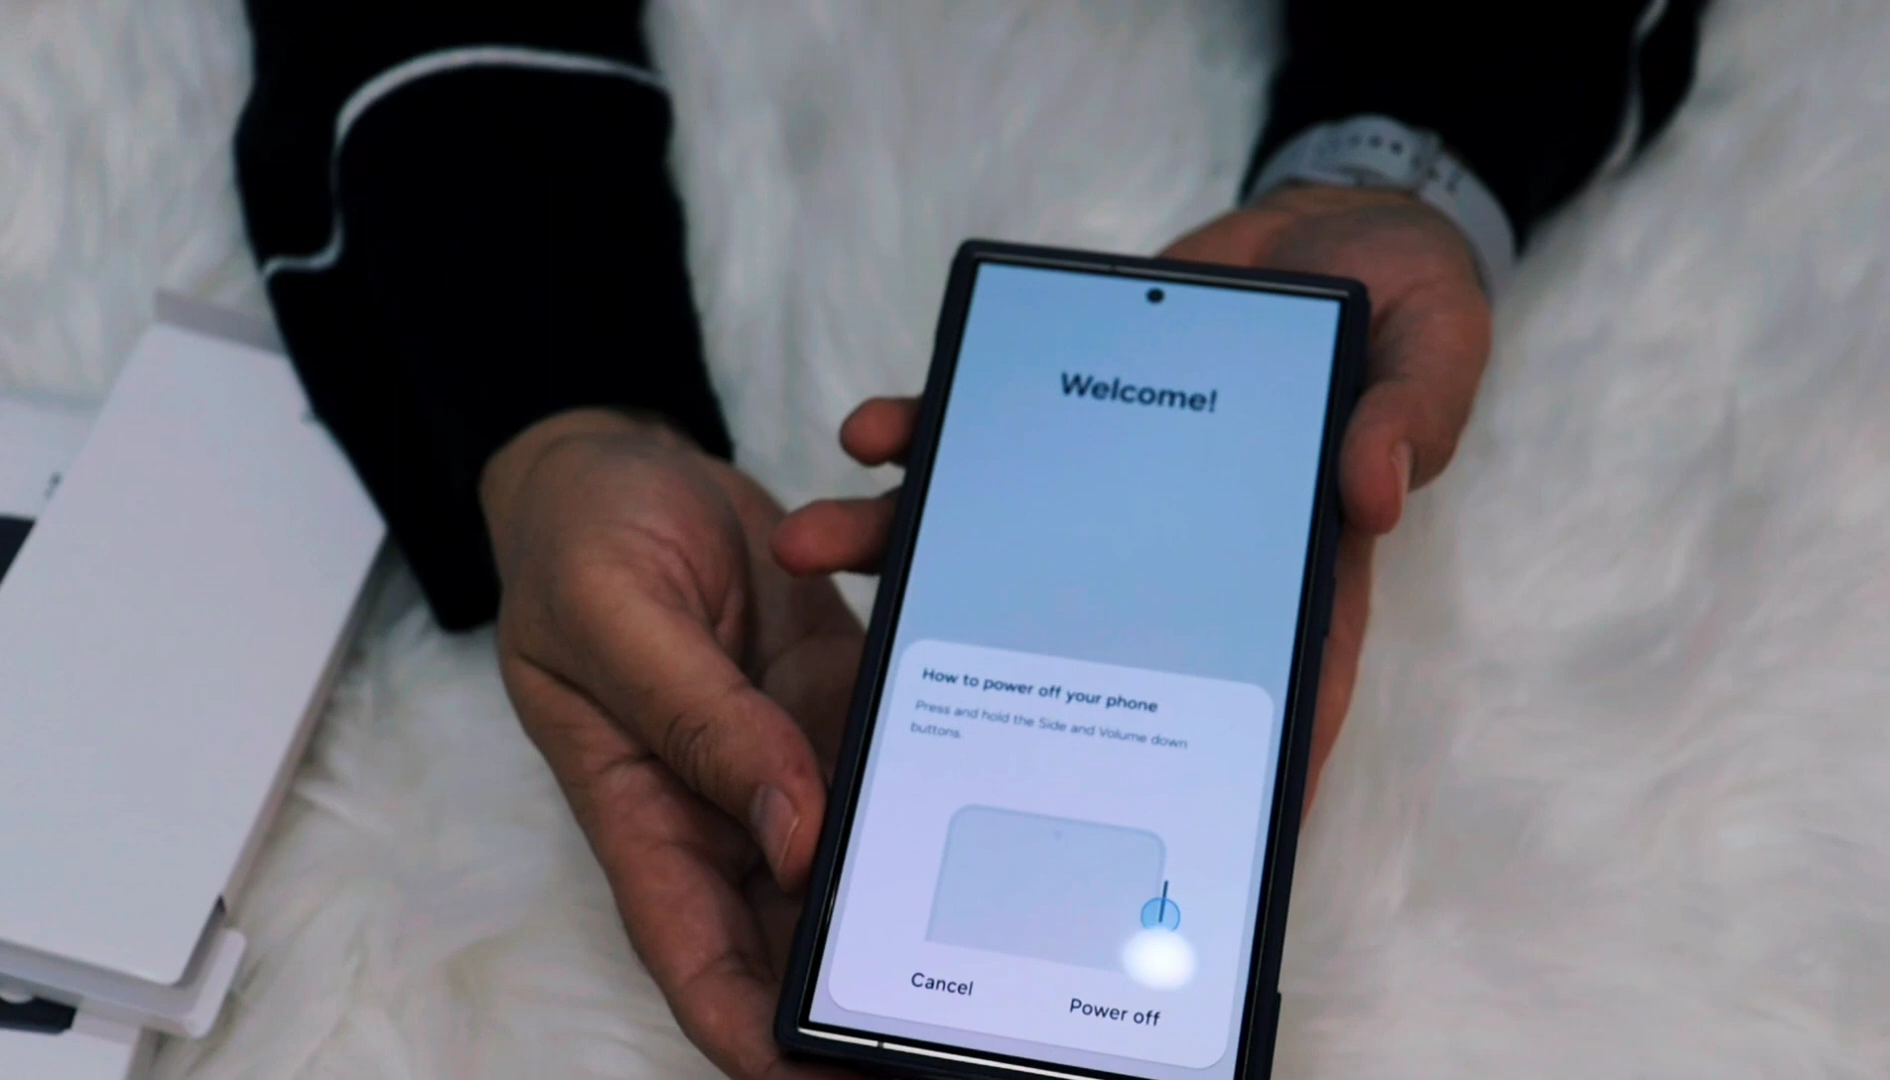 Welcome!
How to power off your phone
Press and hold the Side and Volume down
buttons.
Cancel
Power off